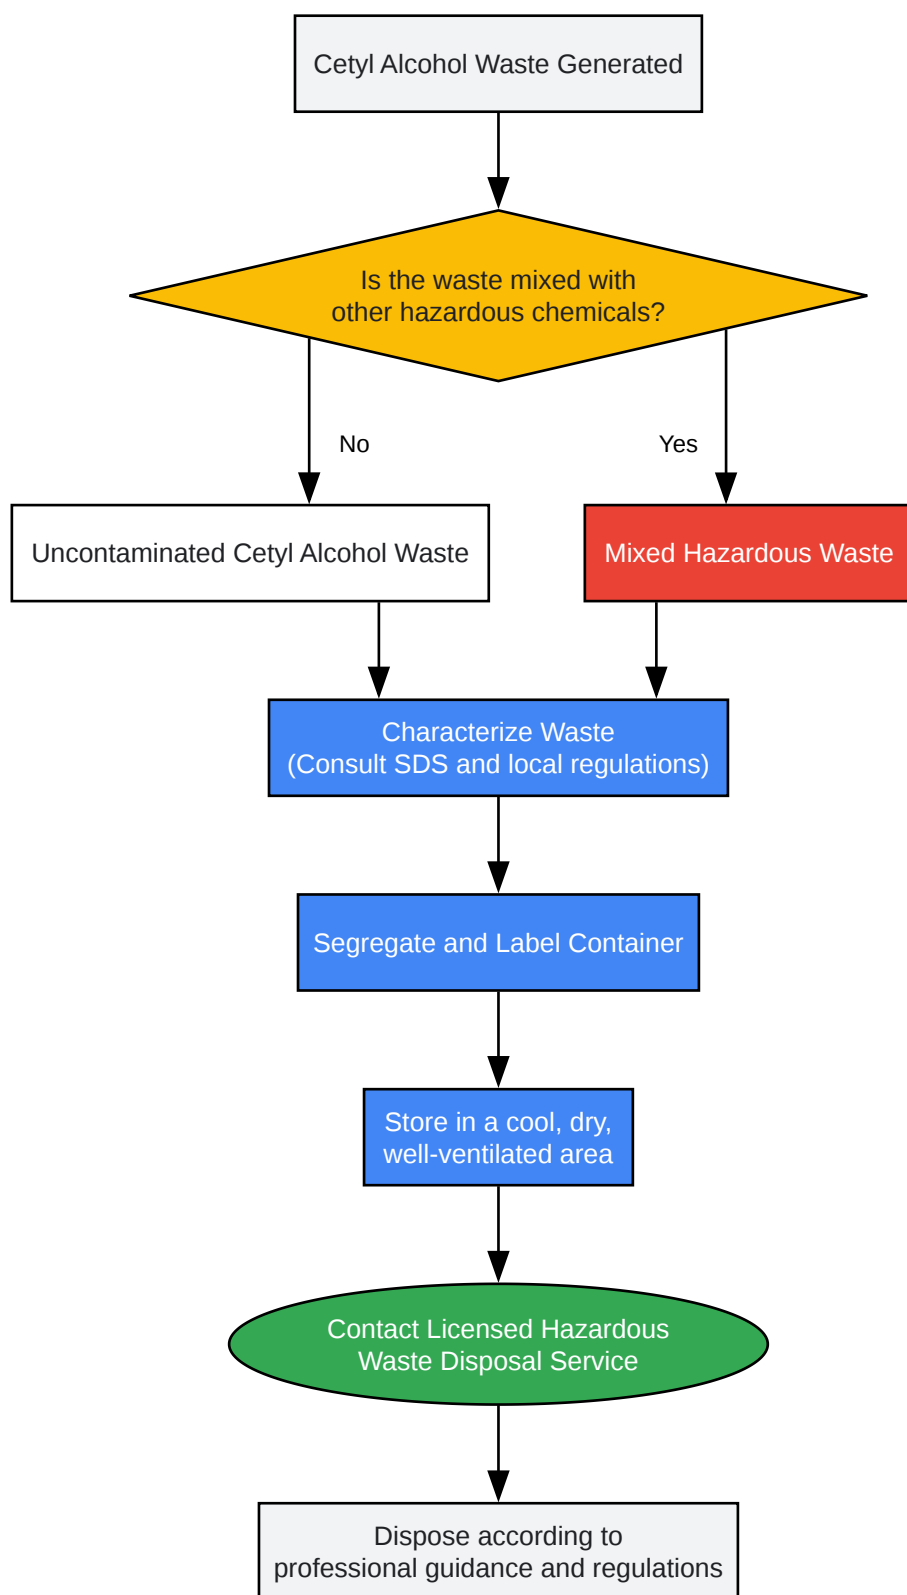 Cetyl Alcohol Waste Generated
Is the waste mixed with
other hazardous chemicals?
No
Yes
Uncontaminated Cetyl Alcohol Waste
Mixed Hazardous Waste
Characterize Waste
(Consult SDS and local regulations)
Segregate and Label Container
Store in a cool, dry,
well-ventilated area
Contact Licensed Hazardous
Waste Disposal Service
Dispose according to
professional guidance and regulations